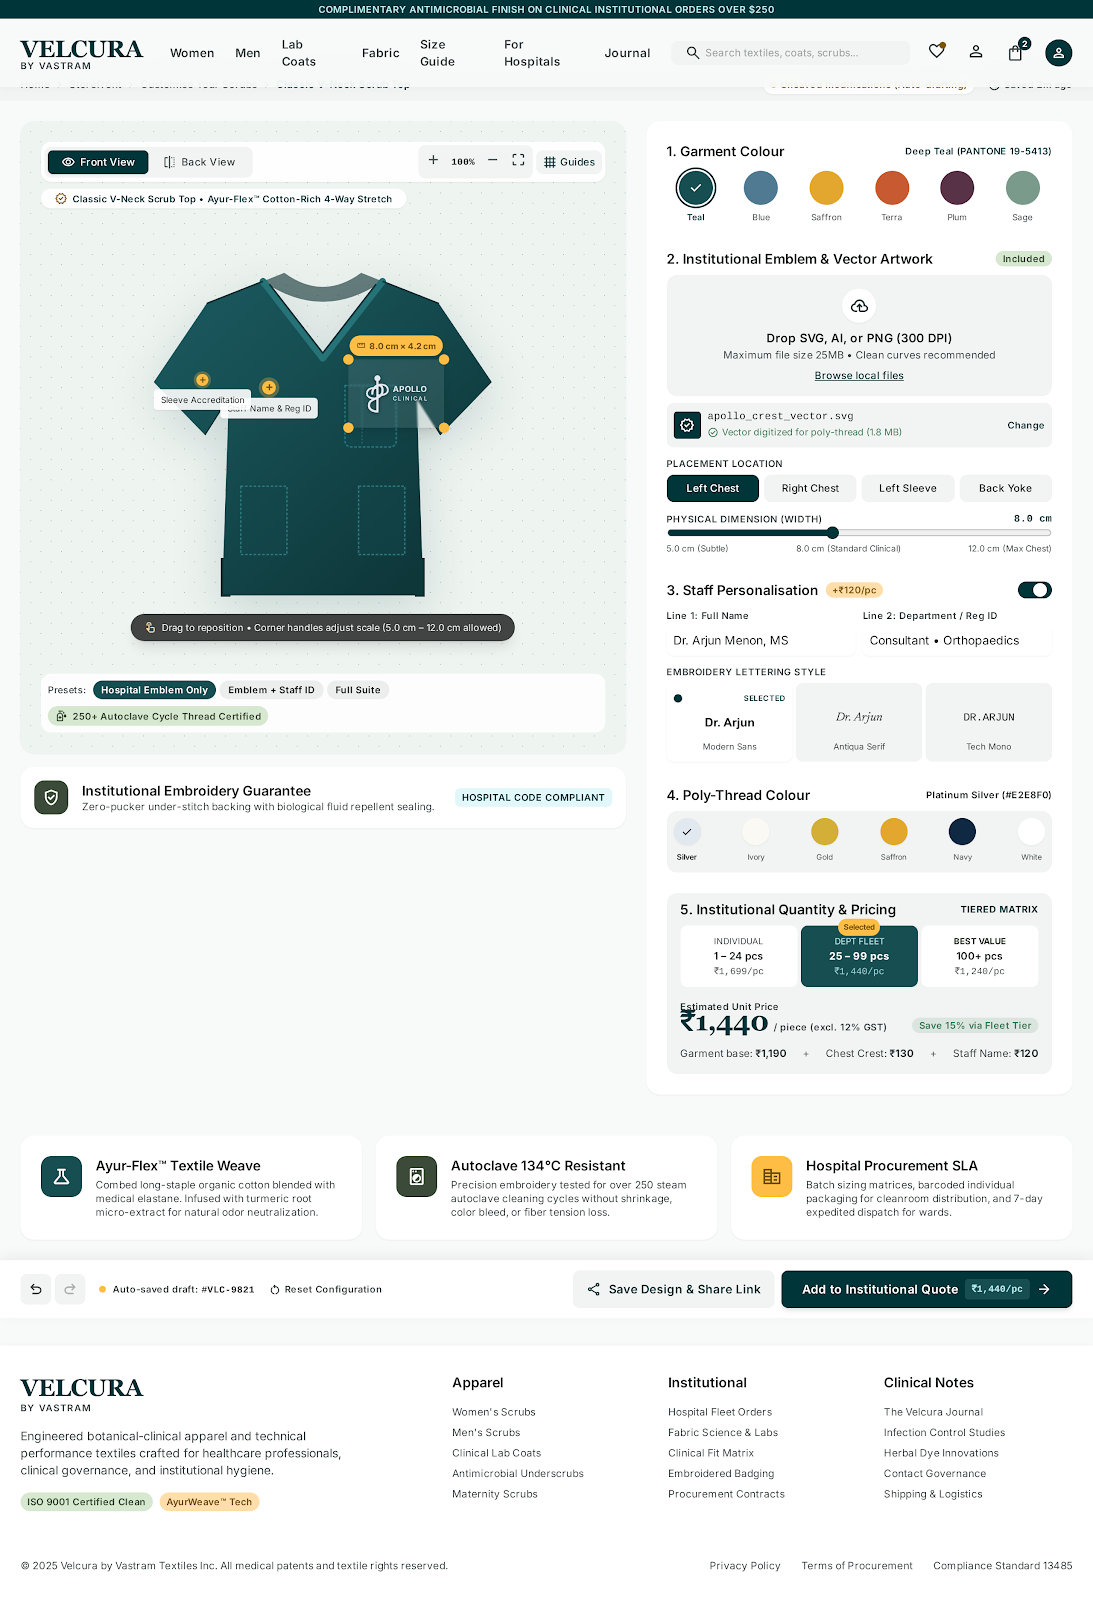 COMPLIMENTARY ANTIMICROBIAL FINISH ON CLINICAL INSTITUTIONAL ORDERS OVER $250
VELCURA
BY VASTRAM
Women
Men
Lab Coats
Fabric
Size Guide
For Hospitals
Journal
Search textiles, coats, scrubs...
2
Front View
Back View
100%
Guides
Classic V-Neck Scrub Top • Ayur-Flex™ Cotton-Rich 4-Way Stretch
8.0 cm × 4.2 cm
APOLLO
CLINICAL
Sleeve Accreditation
Name & Reg ID
Drag to reposition • Corner handles adjust scale (5.0 cm – 12.0 cm allowed)
Presets:
Hospital Emblem Only
Emblem + Staff ID
Full Suite
250+ Autoclave Cycle Thread Certified
Institutional Embroidery Guarantee
Zero-pucker under-stitch backing with biological fluid repellent sealing.
HOSPITAL CODE COMPLIANT
1. Garment Colour
Deep Teal (PANTONE 19-5413)
Teal
Blue
Saffron
Terra
Plum
Sage
2. Institutional Emblem & Vector Artwork
Included
Drop SVG, AI, or PNG (300 DPI)
Maximum file size 25MB • Clean curves recommended
Browse local files
apollo_crest_vector.svg
Vector digitized for poly-thread (1.8 MB)
Change
PLACEMENT LOCATION
Left Chest
Right Chest
Left Sleeve
Back Yoke
PHYSICAL DIMENSION (WIDTH)
8.0 cm
5.0 cm (Subtle)
8.0 cm (Standard Clinical)
12.0 cm (Max Chest)
3. Staff Personalisation
+₹120/pc
Line 1: Full Name
Line 2: Department / Reg ID
Dr. Arjun Menon, MS
Consultant • Orthopaedics
EMBROIDERY LETTERING STYLE
SELECTED
Dr. Arjun
Modern Sans
Dr. Arjun
Antiqua Serif
DR.ARJUN
Tech Mono
4. Poly-Thread Colour
Platinum Silver (#E2E8F0)
Silver
Ivory
Gold
Saffron
Navy
White
5. Institutional Quantity & Pricing
TIERED MATRIX
Selected
INDIVIDUAL
1 – 24 pcs
₹1,699/pc
DEPT FLEET
25 – 99 pcs
₹1,440/pc
BEST VALUE
100+ pcs
₹1,240/pc
Estimated Unit Price
₹1,440 / piece (excl. 12% GST)
Save 15% via Fleet Tier
Garment base: ₹1,190 + Chest Crest: ₹130 + Staff Name: ₹120
Ayur-Flex™ Textile Weave
Combed long-staple organic cotton blended with
medical elastane. Infused with turmeric root
micro-extract for natural odor neutralization.
Autoclave 134°C Resistant
Precision embroidery tested for over 250 steam
autoclave cleaning cycles without shrinkage,
color bleed, or fiber tension loss.
Hospital Procurement SLA
Batch sizing matrices, barcoded individual
packaging for cleanroom distribution, and 7-day
expedited dispatch for wards.
Auto-saved draft: #VLC-9821
Reset Configuration
Save Design & Share Link
Add to Institutional Quote ₹1,440/pc
VELCURA
BY VASTRAM
Engineered botanical-clinical apparel and technical
performance textiles crafted for healthcare professionals,
clinical governance, and institutional hygiene.
ISO 9001 Certified Clean
AyurWeave™ Tech
Apparel
Women's Scrubs
Men's Scrubs
Clinical Lab Coats
Antimicrobial Underscrubs
Maternity Scrubs
Institutional
Hospital Fleet Orders
Fabric Science & Labs
Clinical Fit Matrix
Embroidered Badging
Procurement Contracts
Clinical Notes
The Velcura Journal
Infection Control Studies
Herbal Dye Innovations
Contact Governance
Shipping & Logistics
© 2025 Velcura by Vastram Textiles Inc. All medical patents and textile rights reserved.
Privacy Policy
Terms of Procurement
Compliance Standard 13485